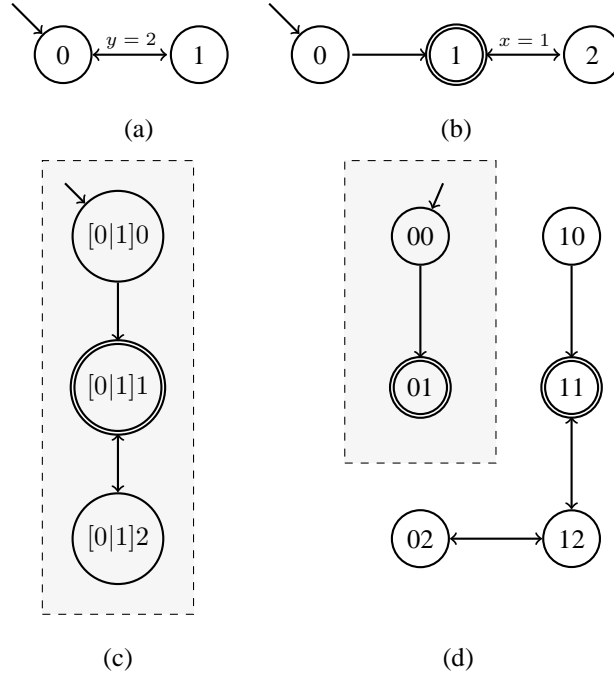 0 y = 2 1
0 1 x = 1 2
(a) (b)
[0|1]0 00 10
[0|1]1 01 11
[0|1]2 02 12
(c) (d)